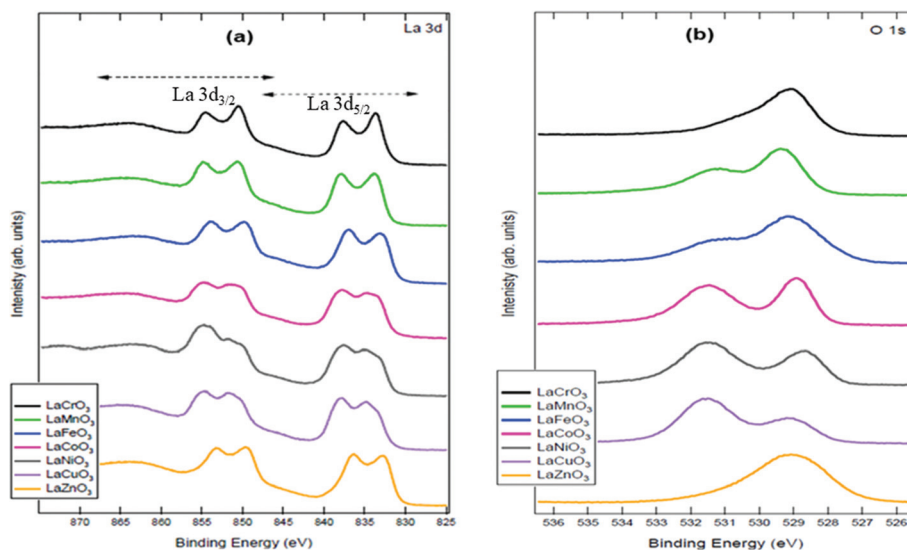 (a)
La 3d
La 3d3/2
La 3d5/2
Intenisty (arb. units)
LaCrO3
LaMnO3
LaFeO3
LaCoO3
LaNiO3
LaCuO3
LaZnO3
870 865 860 855 850 845 840 835 830 825
Binding Energy (eV)
(b)
O 1s
Intenisty (arb. units)
LaCrO3
LaMnO3
LaFeO3
LaCoO3
LaNiO3
LaCuO3
LaZnO3
536 535 534 533 532 531 530 529 528 527 526
Binding Energy (eV)